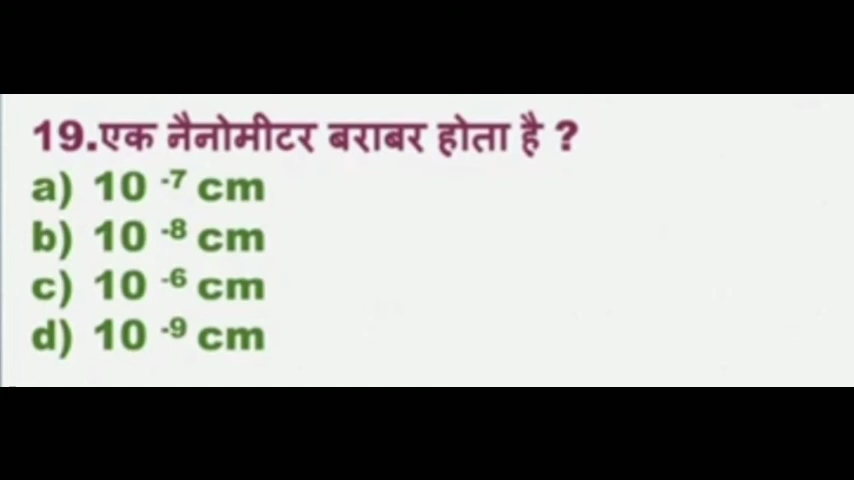 19.एक नैनोमीटर बराबर होता है ?
a) 10 ⁻⁷ cm
b) 10 ⁻⁸ cm
c) 10 ⁻⁶ cm
d) 10 ⁻⁹ cm